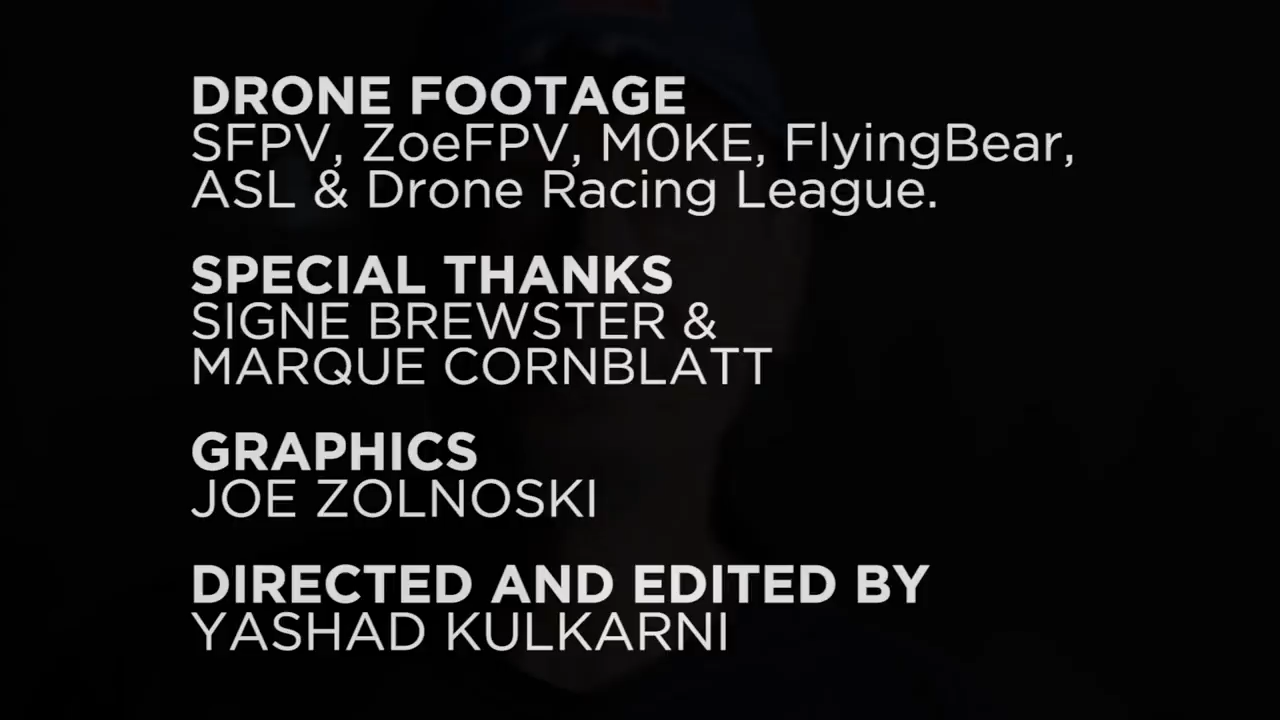 DRONE FOOTAGE
SFPV, ZoeFPV, M0KE, FlyingBear,
ASL & Drone Racing League.
SPECIAL THANKS
SIGNE BREWSTER &
MARQUE CORNBLATT
GRAPHICS
JOE ZOLNOSKI
DIRECTED AND EDITED BY
YASHAD KULKARNI